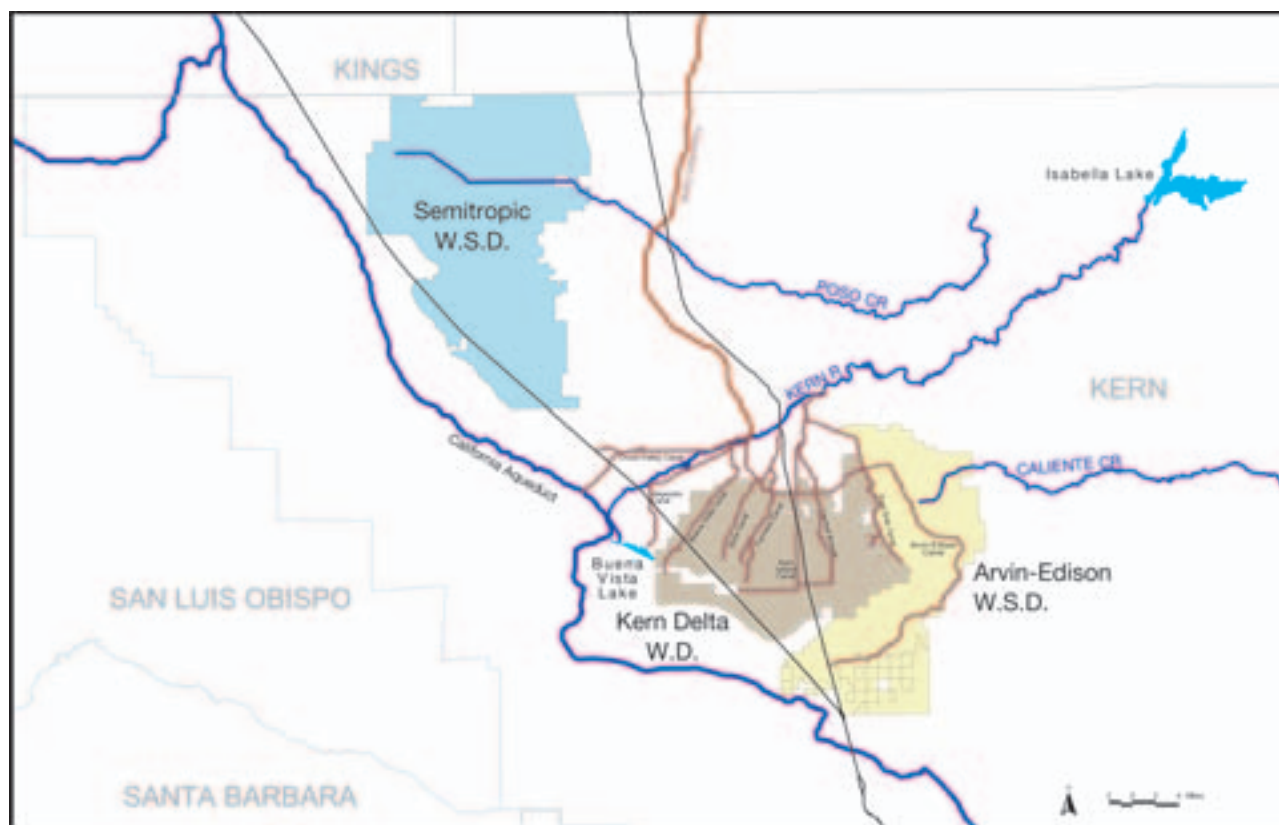 KINGS
Isabella Lake
Semitropic
W.S.D.
POSO CR
KERN R.
KERN
California Aqueduct
CALIENTE CR
Buena
Vista
Lake
Arvin-Edison
W.S.D.
Kern Delta
W.D.
SAN LUIS OBISPO
SANTA BARBARA